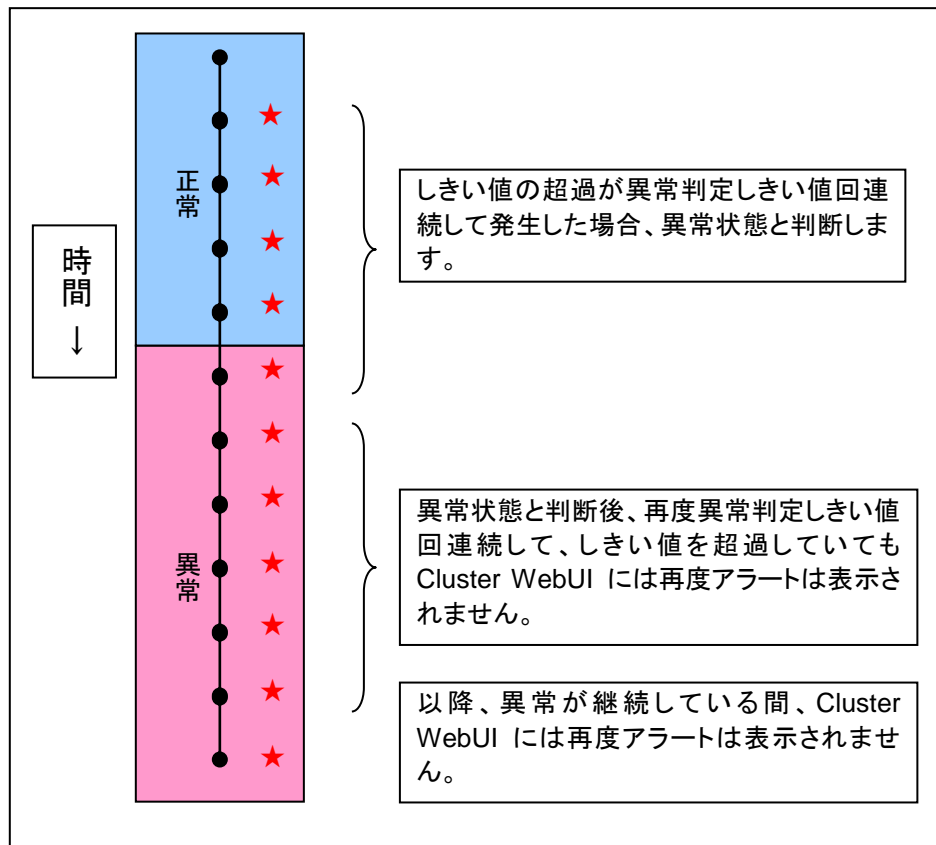 正常
しきい値の超過が異常判定しきい値回連
続して発生した場合、異常状態と判断しま
す。
時間
↓
異常状態と判断後、再度異常判定しきい値
回連続して、しきい値を超過していても
Cluster WebUI には再度アラートは表示さ
れません。
異常
以降、異常が継続している間、Cluster
WebUI には再度アラートは表示されませ
ん。